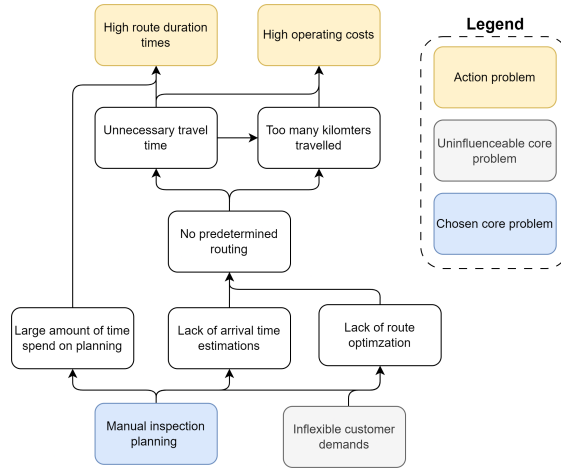 High route duration
times
High operating costs
Unnecessary travel
time
Too many kilomters
travelled
No predetermined
routing
Large amount of time
spend on planning
Lack of arrival time
estimations
Lack of route
optimzation
Manual inspection
planning
Inflexible customer
demands
Legend
Action problem
Uninfluenceable core
problem
Chosen core problem